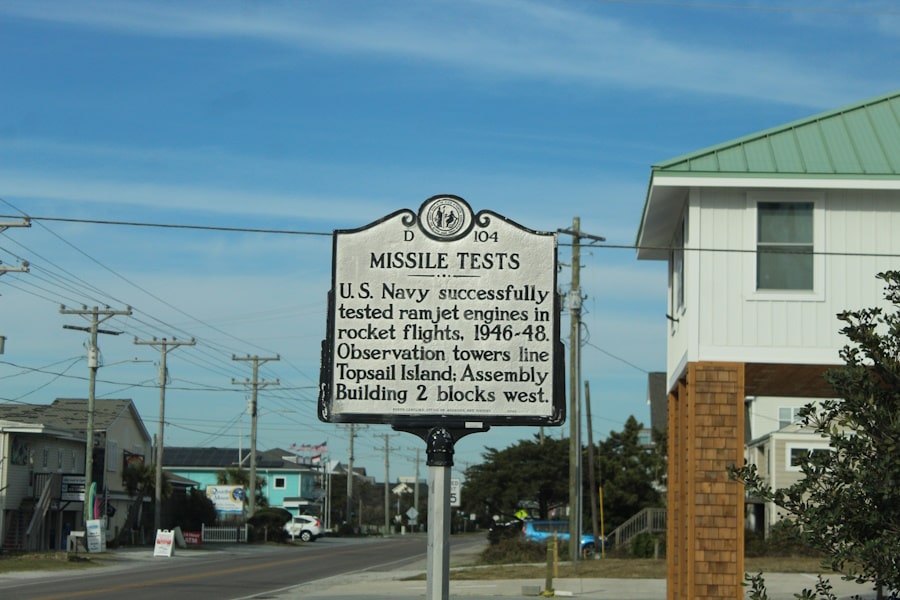 D 104
MISSILE TESTS
U. S. Navy successfully
tested ramjet engines in
rocket flights, 1946-48.
Observation towers line
Topsail Island; Assembly
Building 2 blocks west.